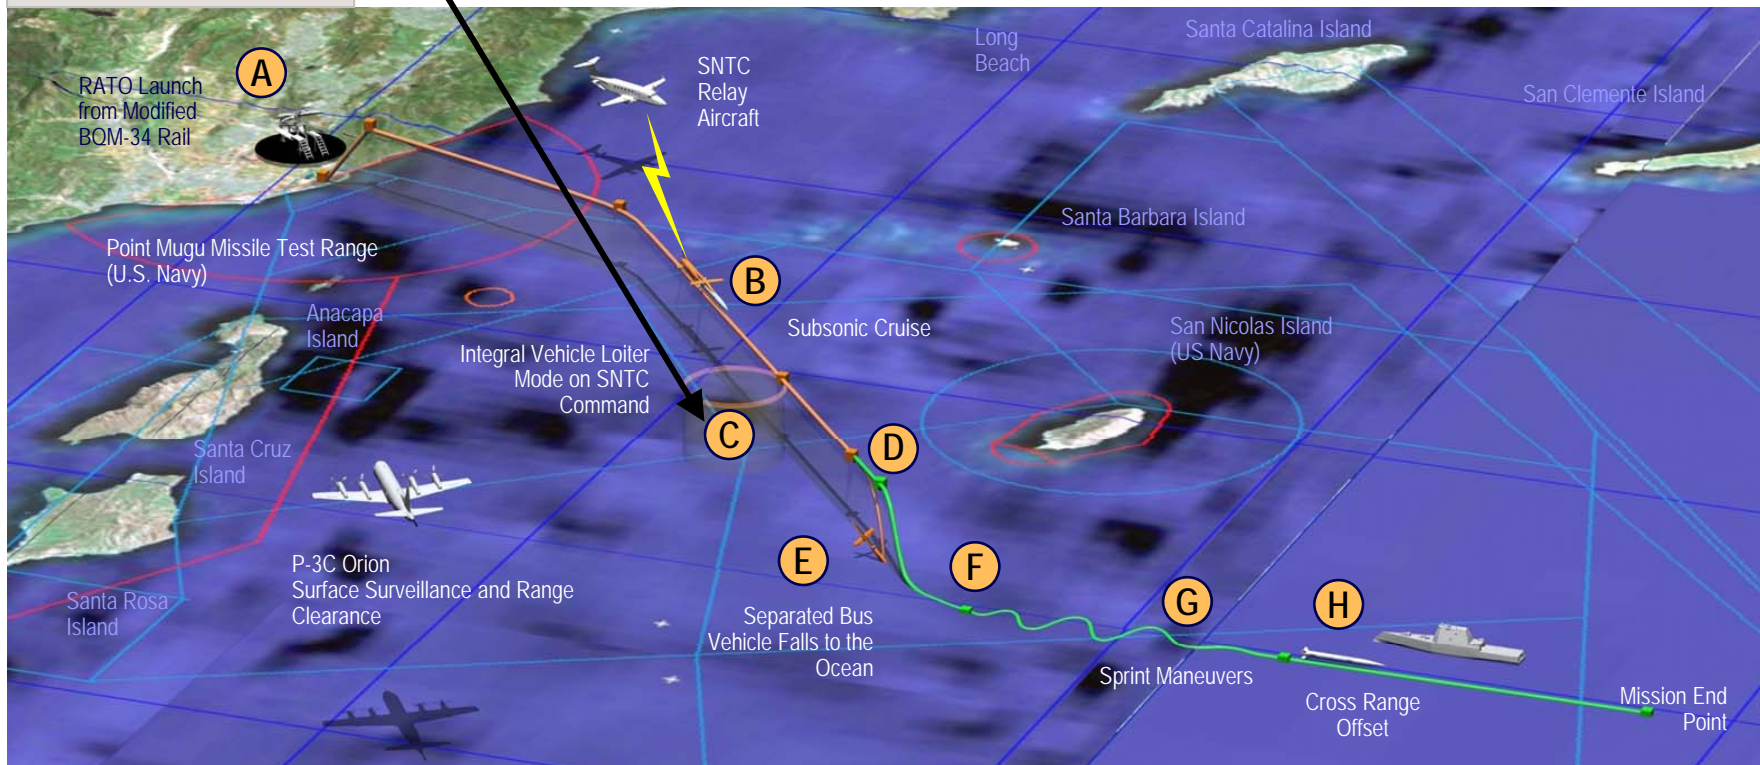 A
RATO Launch
from Modified
BQM-34 Rail
SNTC
Relay
Aircraft
Long
Beach
Santa Catalina Island
San Clemente Island
Point Mugu Missile Test Range
(U.S. Navy)
Santa Barbara Island
B
Anacapa
Island
Subsonic Cruise
San Nicolas Island
(US Navy)
Integral Vehicle Loiter
Mode on SNTC
Command
C
D
Santa Cruz
Island
E
F
P-3C Orion
Surface Surveillance and Range
Clearance
Santa Rosa
Island
Separated Bus
Vehicle Falls to the
Ocean
G
H
Sprint Maneuvers
Cross Range
Offset
Mission End
Point